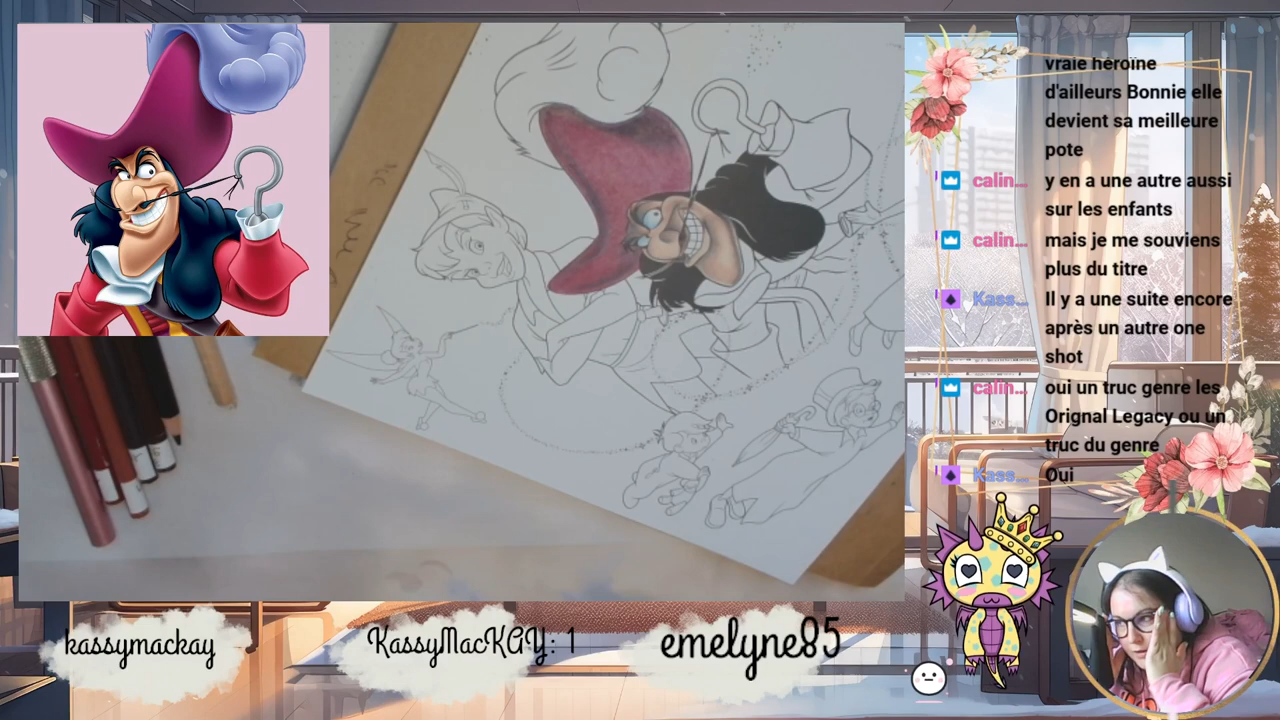 vraie héroïne
d'ailleurs Bonnie elle
devient sa meilleure
pote
calin... y en a une autre aussi
sur les enfants
calin... mais je me souviens
plus du titre
Kass... Il y a une suite encore
après un autre one
shot
calin... oui un truc genre les
Orignal Legacy ou un
truc du genre
Kass... Oui
kassymackay
KassyMacKAY: 1
emelyne85